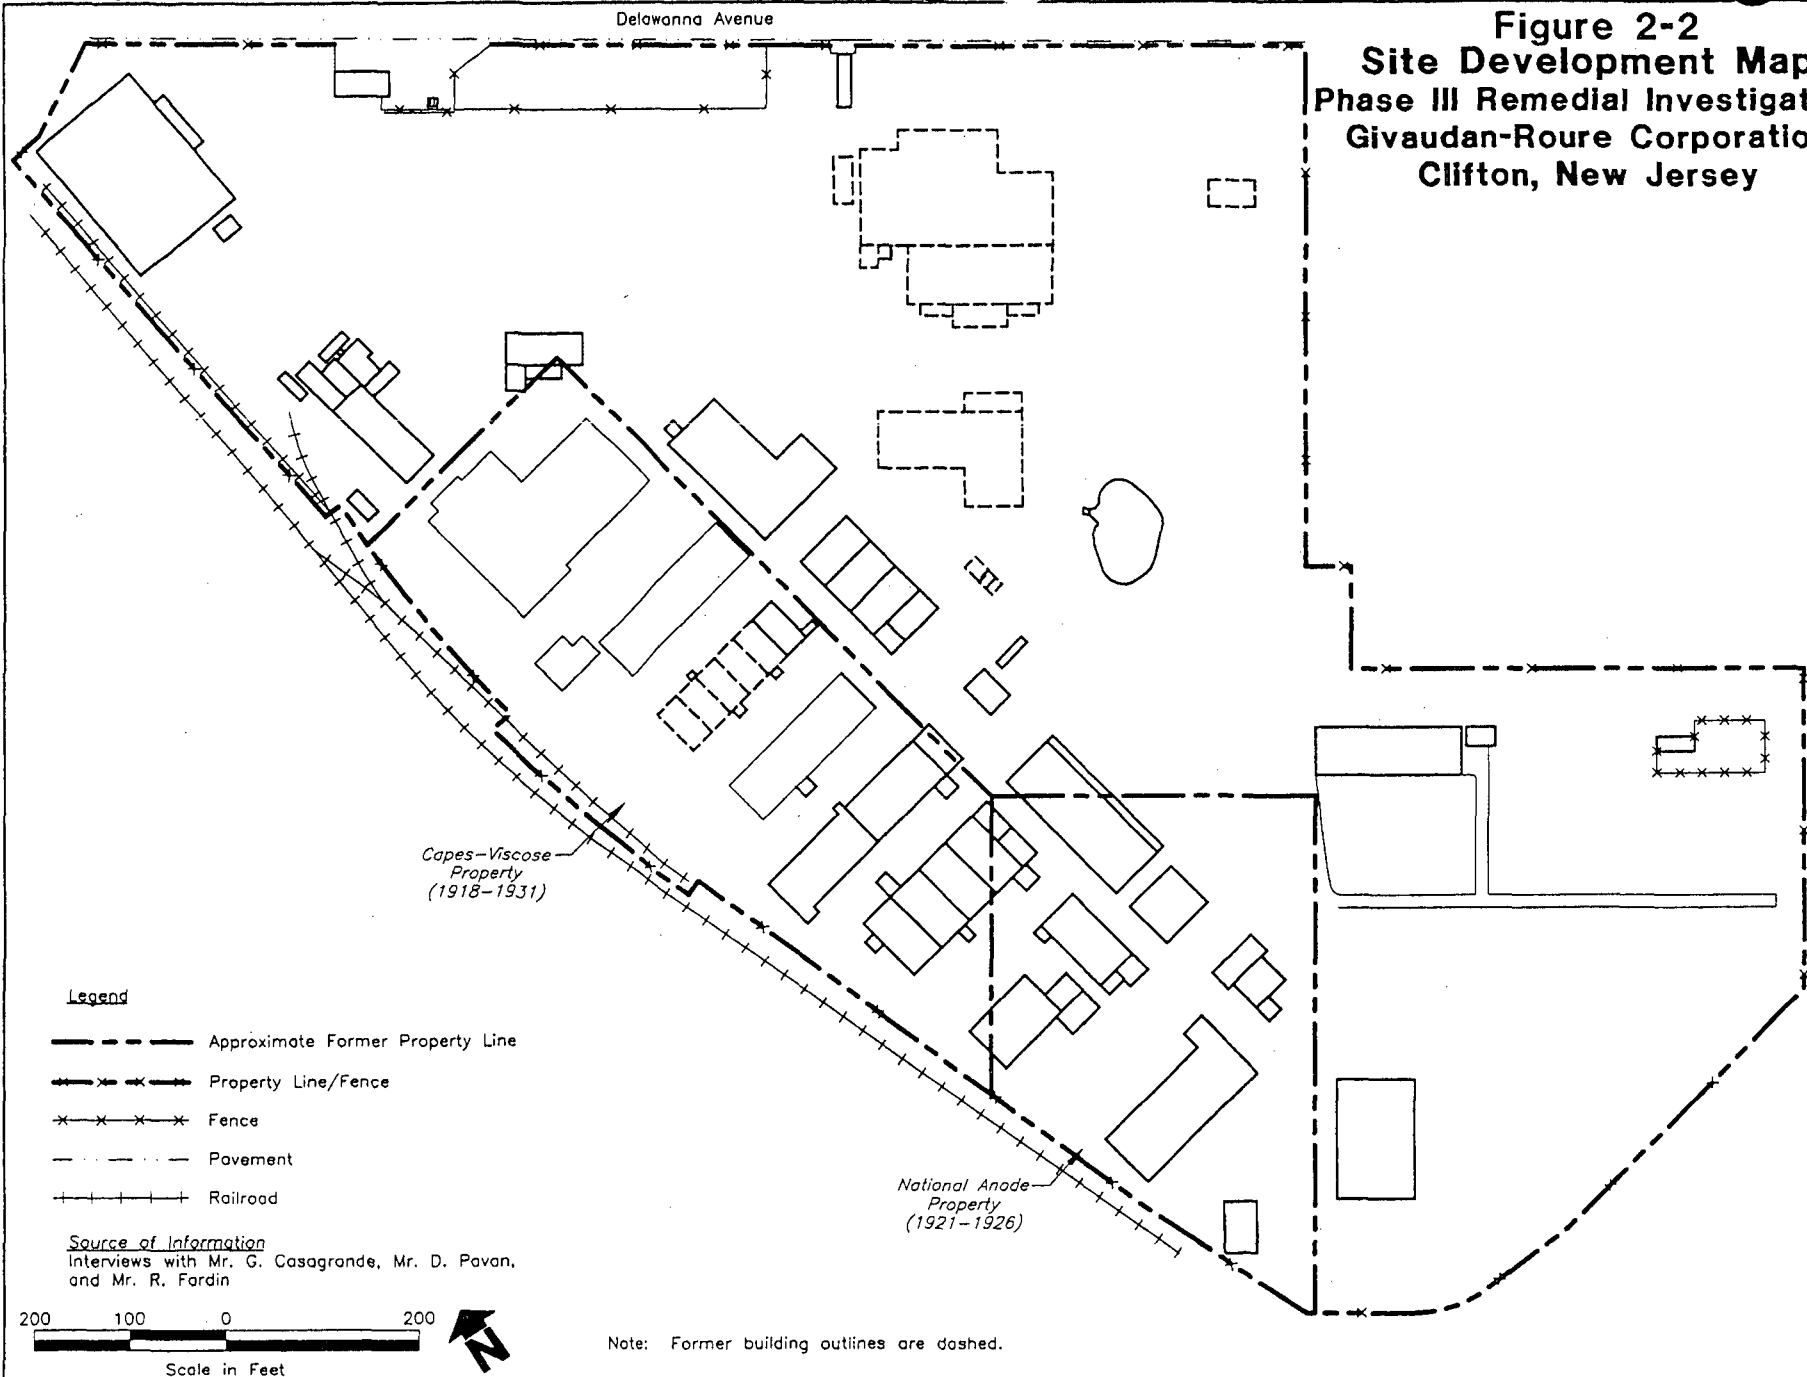 Delawanna Avenue
Figure 2-2
Site Development Map
Phase III Remedial Investigat
Givaudan-Roure Corporatio
Clifton, New Jersey
Capes-Viscose
Property
(1918-1931)
National Anode
Property
(1921-1926)
Legend
Approximate Former Property Line
Property Line/Fence
Fence
Pavement
Railroad
Source of Information
Interviews with Mr. G. Casagrande, Mr. D. Pavan,
and Mr. R. Fardin
200 100 0 200
Scale in Feet
N
Note: Former building outlines are dashed.